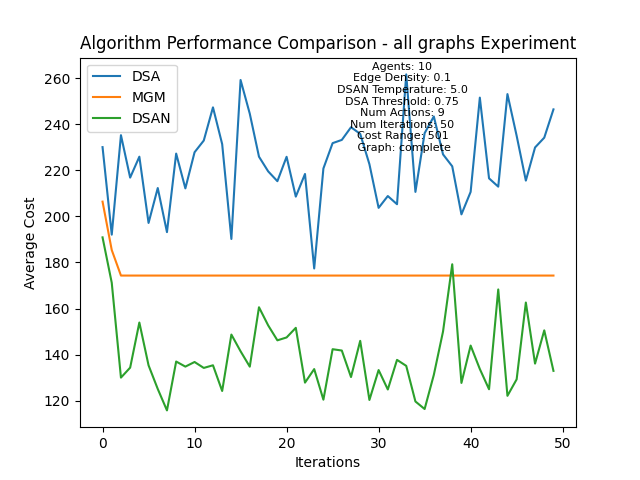 Algorithm Performance Comparison - all graphs Experiment
DSA
MGM
DSAN
Agents: 10
Edge Density: 0.1
DSAN Temperature: 5.0
DSA Threshold: 0.75
Num Actions: 9
Num Iterations: 50
Cost Range: 501
Graph: complete
260
240
220
200
180
160
140
120
Average Cost
0
10
20
30
40
50
Iterations